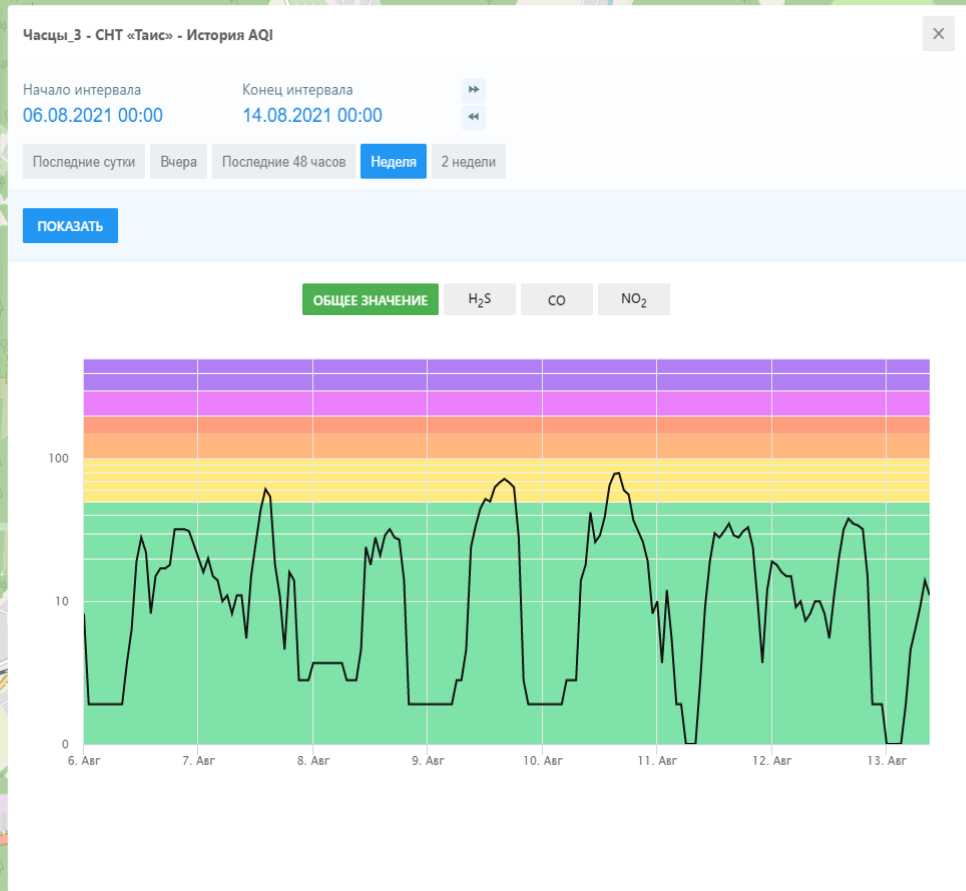 Часцы_3 - СНТ «Таис» - История AQI
Начало интервала
Конец интервала
06.08.2021 00:00
14.08.2021 00:00
Последние сутки
Вчера
Последние 48 часов
Неделя
2 недели
ПОКАЗАТЬ
ОБЩЕЕ ЗНАЧЕНИЕ
H₂S
CO
NO₂
100
10
0
6. Авг
7. Авг
8. Авг
9. Авг
10. Авг
11. Авг
12. Авг
13. Авг